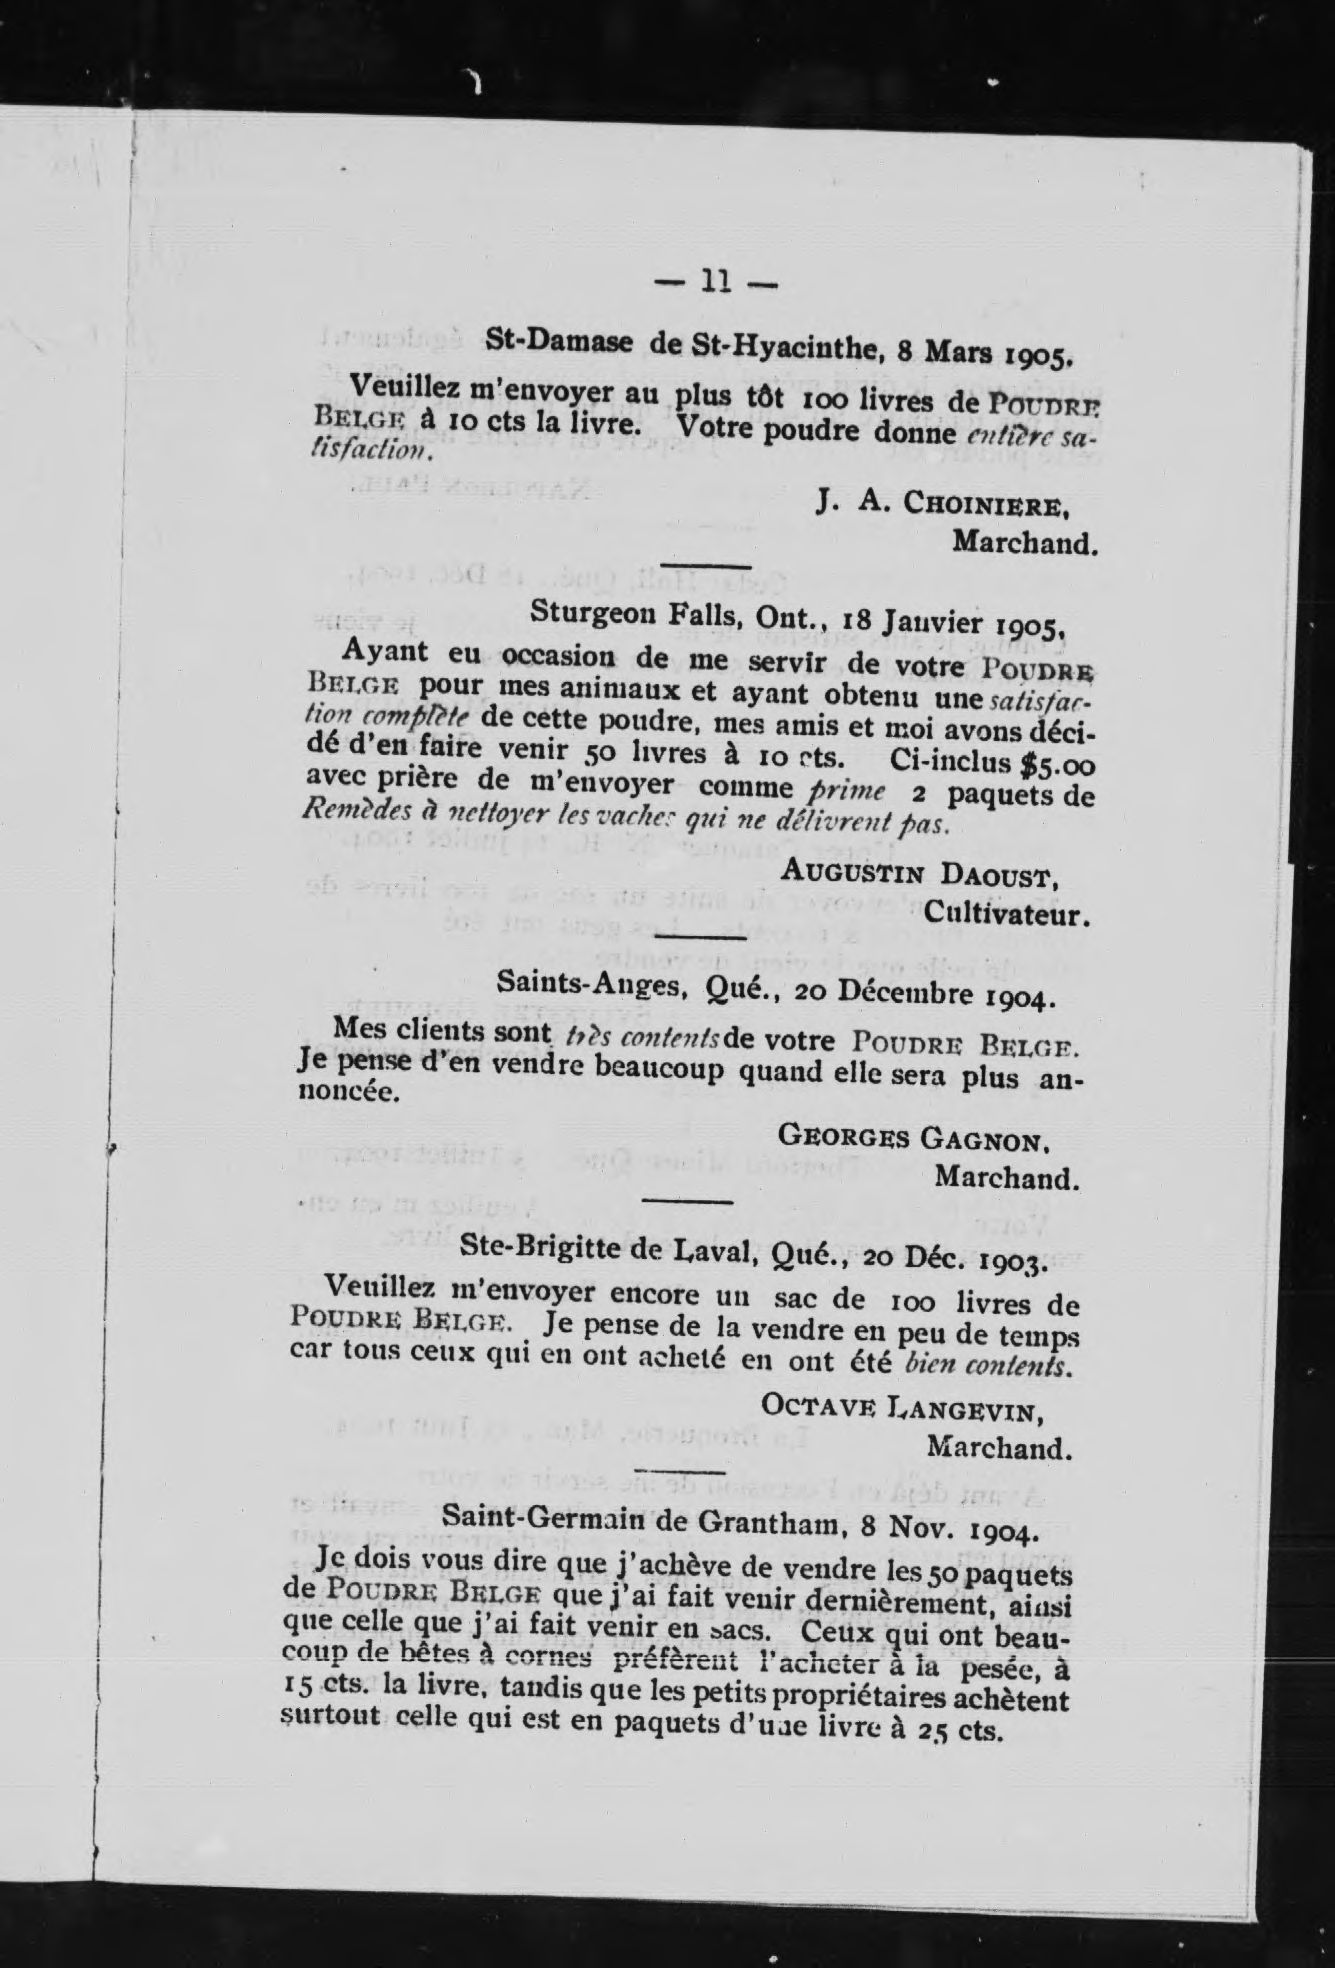 — 11 —
St-Damase de St-Hyacinthe, 8 Mars 1905.
Veuillez m'envoyer au plus tôt 100 livres de POUDRE
BELGE à 10 cts la livre. Votre poudre donne entière sa-
tisfaction.
J. A. CHOINIERE,
Marchand.
Sturgeon Falls, Ont., 18 Janvier 1905,
Ayant eu occasion de me servir de votre POUDRE
BELGE pour mes animaux et ayant obtenu une satisfac-
tion complète de cette poudre, mes amis et moi avons déci-
dé d'en faire venir 50 livres à 10 cts. Ci-inclus $5.00
avec prière de m'envoyer comme prime 2 paquets de
Remèdes à nettoyer les vaches qui ne délivrent pas.
AUGUSTIN DAOUST,
Cultivateur.
Saints-Anges, Qué., 20 Décembre 1904.
Mes clients sont très contents de votre POUDRE BELGE.
Je pense d'en vendre beaucoup quand elle sera plus an-
noncée.
GEORGES GAGNON,
Marchand.
Ste-Brigitte de Laval, Qué., 20 Déc. 1903.
Veuillez m'envoyer encore un sac de 100 livres de
POUDRE BELGE. Je pense de la vendre en peu de temps
car tous ceux qui en ont acheté en ont été bien contents.
OCTAVE LANGEVIN,
Marchand.
Saint-Germain de Grantham, 8 Nov. 1904.
Je dois vous dire que j'achève de vendre les 50 paquets
de POUDRE BELGE que j'ai fait venir dernièrement, ainsi
que celle que j'ai fait venir en sacs. Ceux qui ont beau-
coup de bêtes à cornes préfèrent l'acheter à la pesée, à
15 cts. la livre, tandis que les petits propriétaires achètent
surtout celle qui est en paquets d'une livre à 25 cts.